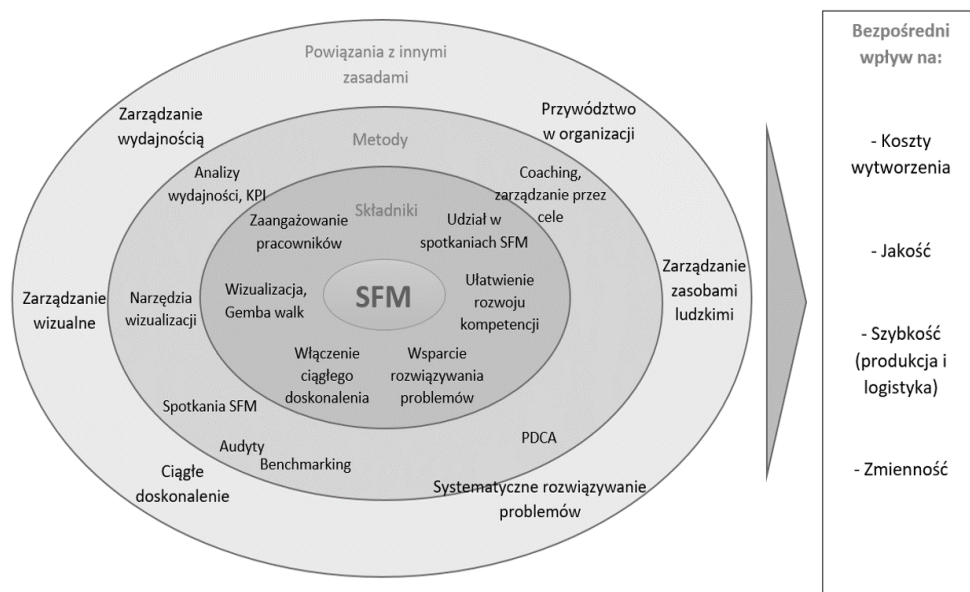 Powiązania z innymi
zasadami
Zarządzanie
wydajnością
Przywództwo
w organizacji
Metody
Analizy
wydajności, KPI
Coaching,
zarządzanie przez
cele
Składniki
Zaangażowanie
pracowników
Udział w
spotkaniach SFM
Zarządzanie
wizualne
Narzędzia
wizualizacji
Wizualizacja,
Gemba walk
SFM
Ułatwienie
rozwoju
kompetencji
Zarządzanie
zasobami
ludzkimi
Włączenie
ciągłego
doskonalenia
Wsparcie
rozwiązywania
problemów
Spotkania SFM
Audyty
Benchmarking
PDCA
Ciągłe
doskonalenie
Systematyczne rozwiązywanie
problemów
Bezpośredni
wpływ na:
- Koszty
wytworzenia
- Jakość
- Szybkość
(produkcja i
logistyka)
- Zmienność